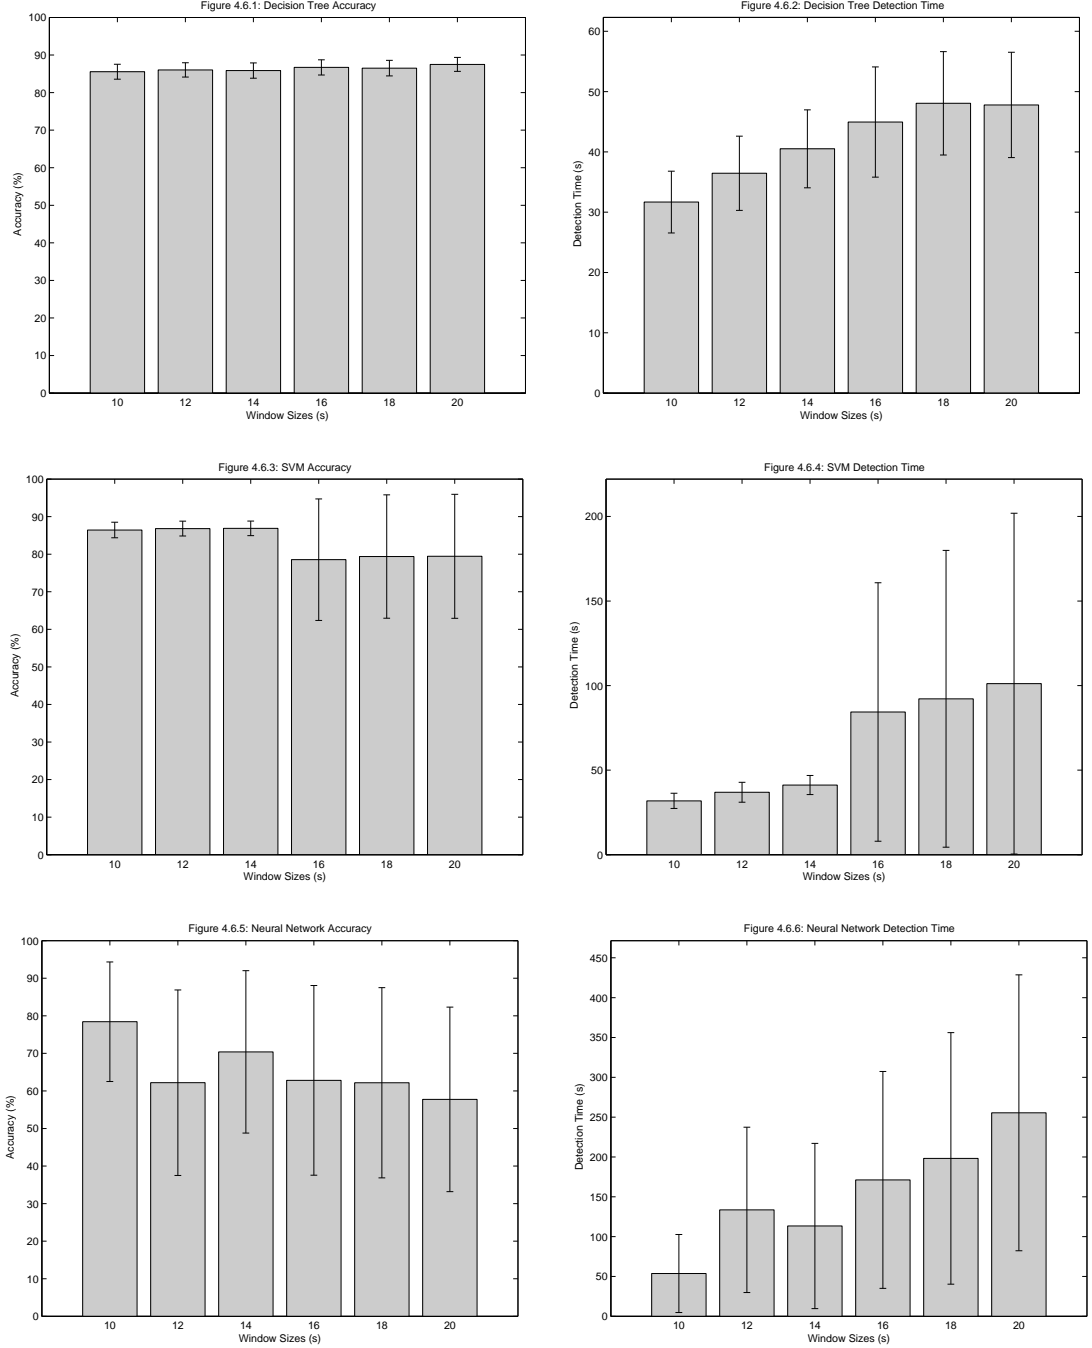 Figure 4.6.1: Decision Tree Accuracy
100
90
80
70
60
50
40
30
20
10
0
Accuracy (%)
10 12 14 16 18 20
Window Sizes (s)
Figure 4.6.2: Decision Tree Detection Time
60
50
40
30
20
10
0
Detection Time (s)
10 12 14 16 18 20
Window Sizes (s)
Figure 4.6.3: SVM Accuracy
100
90
80
70
60
50
40
30
20
10
0
Accuracy (%)
10 12 14 16 18 20
Window Sizes (s)
Figure 4.6.4: SVM Detection Time
200
150
100
50
0
Detection Time (s)
10 12 14 16 18 20
Window Sizes (s)
Figure 4.6.5: Neural Network Accuracy
100
90
80
70
60
50
40
30
20
10
0
Accuracy (%)
10 12 14 16 18 20
Window Sizes (s)
Figure 4.6.6: Neural Network Detection Time
450
400
350
300
250
200
150
100
50
0
Detection Time (s)
10 12 14 16 18 20
Window Sizes (s)